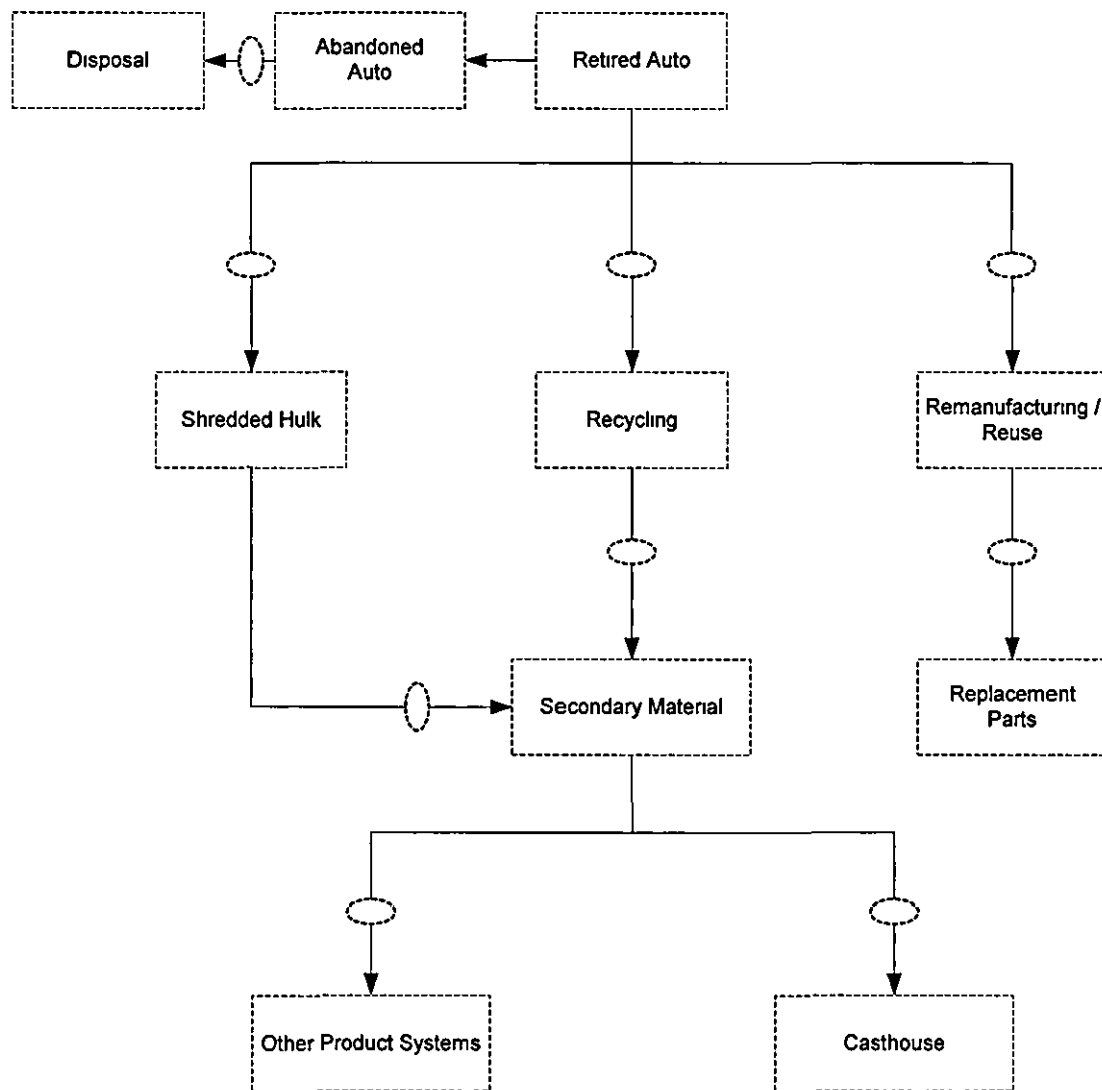 Disposal
Abandoned
Auto
Retired Auto
Shredded Hulk
Recycling
Remanufacturing /
Reuse
Secondary Material
Replacement
Parts
Other Product Systems
Casthouse